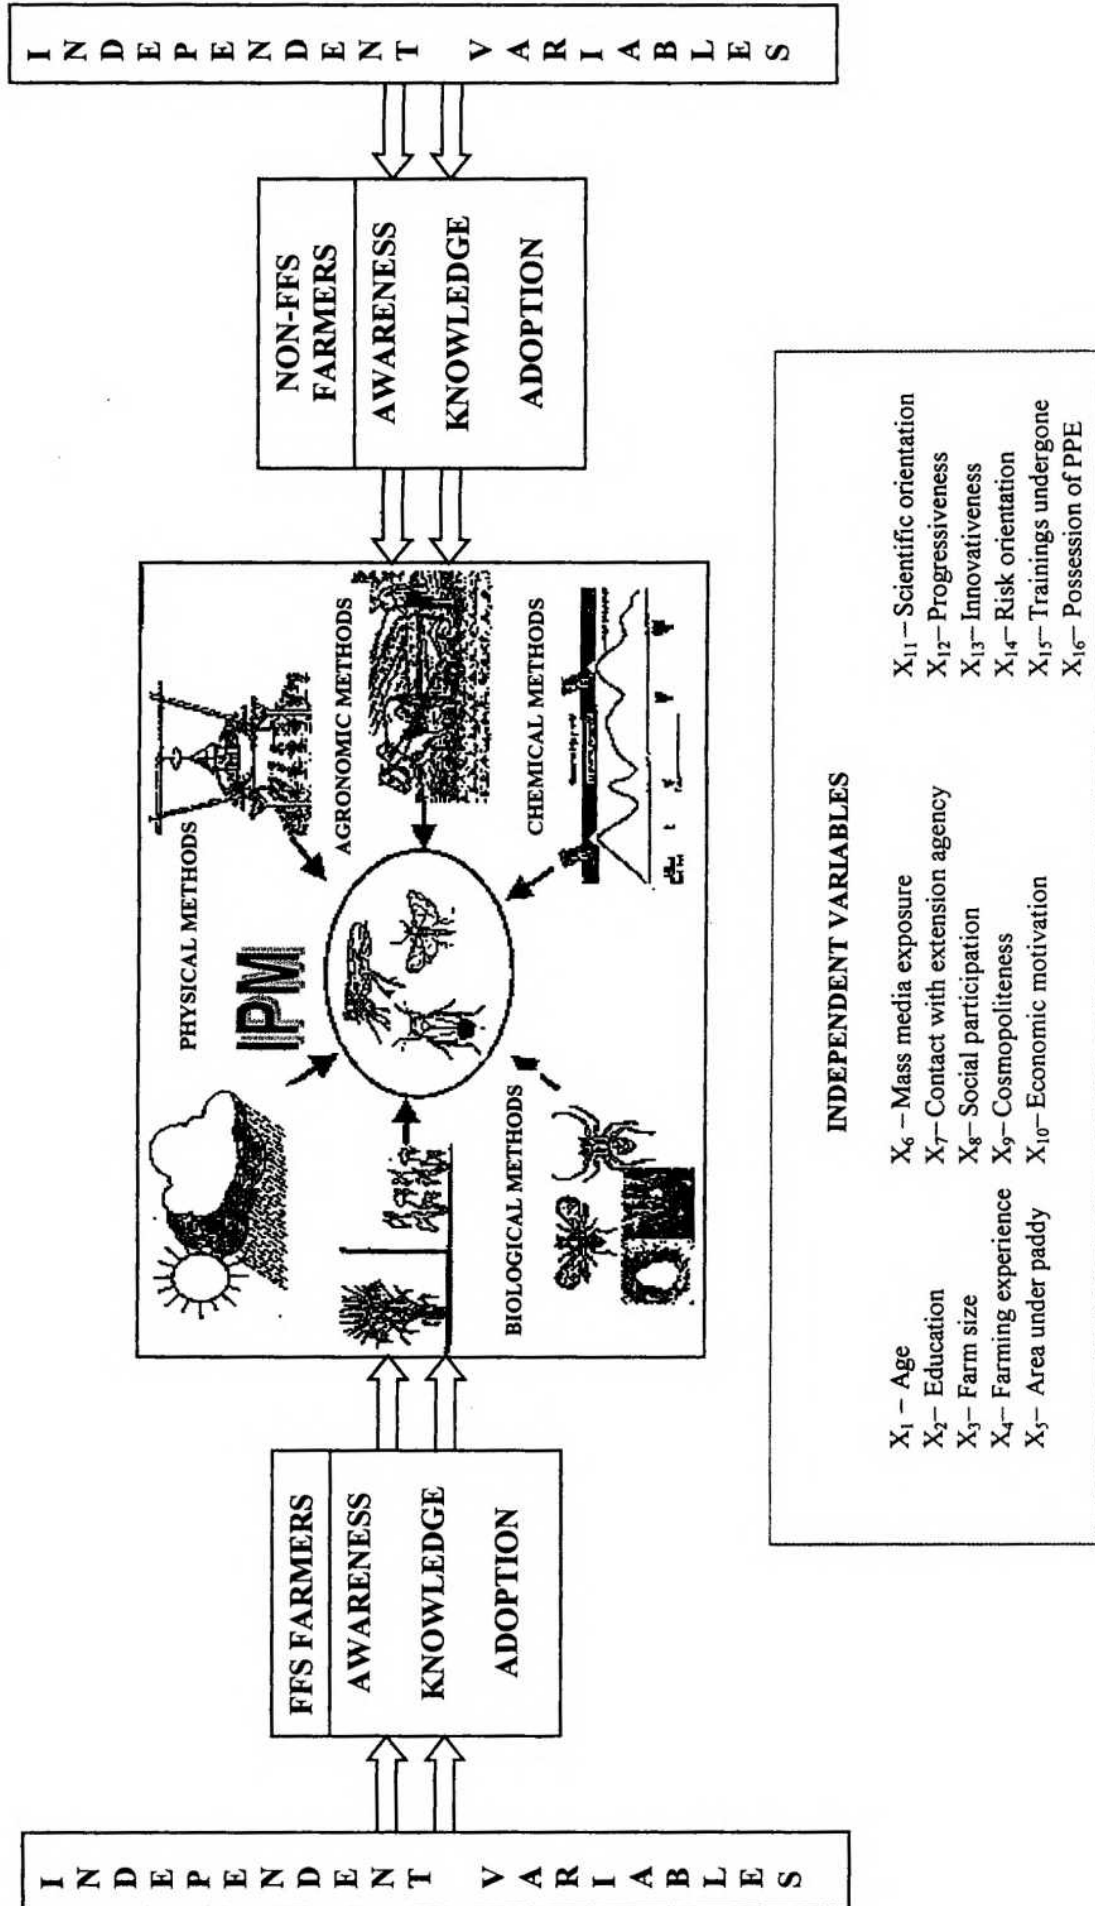 INDEPENDENT VARIABLES
FFS FARMERS
AWARENESS
KNOWLEDGE
ADOPTION
PHYSICAL METHODS
IPM
AGRONOMIC METHODS
BIOLOGICAL METHODS
CHEMICAL METHODS
NON-FFS
FARMERS
AWARENESS
KNOWLEDGE
ADOPTION
INDEPENDENT VARIABLES
INDEPENDENT VARIABLES
X₁ – Age
X₂ – Education
X₃ – Farm size
X₄ – Farming experience
X₅ – Area under paddy
X₆ – Mass media exposure
X₇ – Contact with extension agency
X₈ – Social participation
X₉ – Cosmopoliteness
X₁₀ – Economic motivation
X₁₁ – Scientific orientation
X₁₂ – Progressiveness
X₁₃ – Innovativeness
X₁₄ – Risk orientation
X₁₅ – Trainings undergone
X₁₆ – Possession of PPE